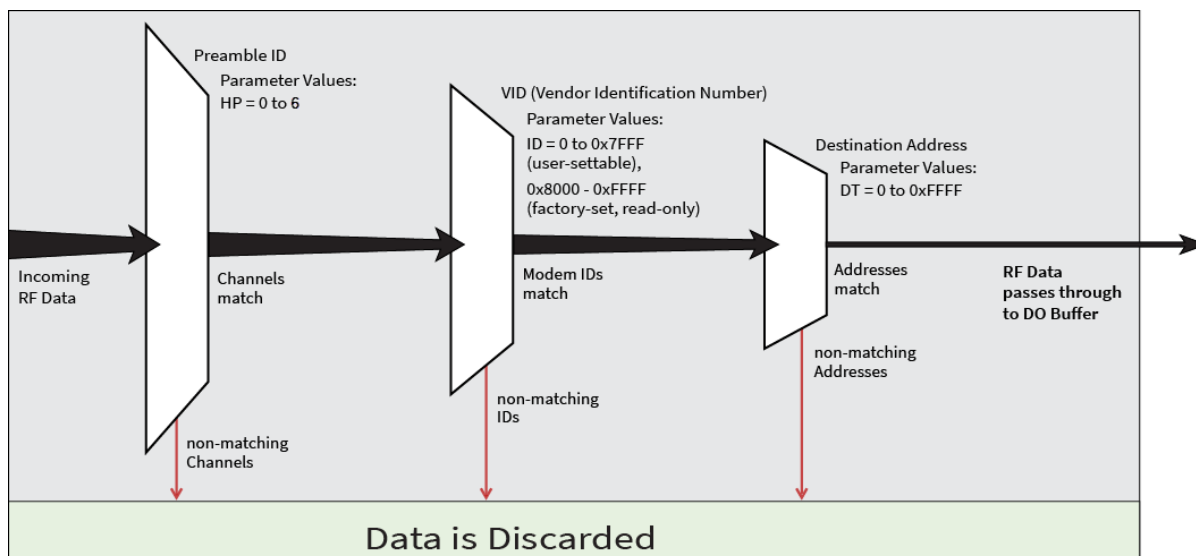 Preamble ID
Parameter Values:
HP = 0 to 6
VID (Vendor Identification Number)
Parameter Values:
ID = 0 to 0x7FFF
(user-settable),
0x8000 - 0xFFFF
(factory-set, read-only)
Destination Address
Parameter Values:
DT = 0 to 0xFFFF
Incoming
RF Data
Channels
match
Modem IDs
match
Addresses
match
RF Data
passes through
to DO Buffer
non-matching
Channels
non-matching
IDs
non-matching
Addresses
Data is Discarded